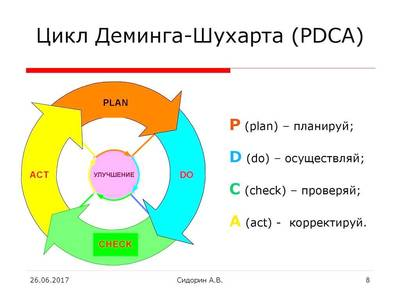 Цикл Деминга-Шухарта (PDCA)
PLAN
ACT
УЛУЧШЕНИЕ
DO
CHECK
P (plan) – планируй;
D (do) – осуществляй;
C (check) – проверяй;
A (act) - корректируй.
26.06.2017
Сидорин А.В.
8